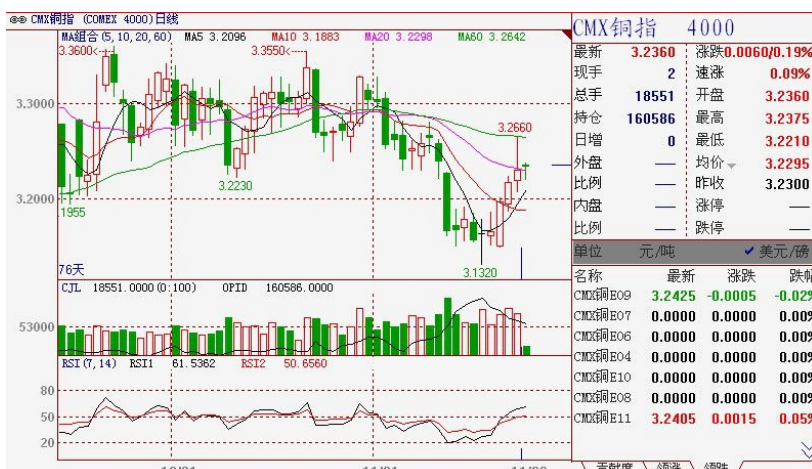 CMX铜指 (COMEX 4000)日线
MA组合(5,10,20,60) MA5 3.2096 MA10 3.1883 MA20 3.2298 MA60 3.2642
3.3600
3.3550
3.3000
3.2660
3.2230
3.2000
.1955
3.1320
76天
CJL 18551.0000(0:100) OPID 160586.0000
53000
RSI(7,14) RSI1 61.5362 RSI2 50.6560
80
50
20
CMX铜指 4000
最新 3.2360 涨跌 0.0060/0.19%
现手 2 速涨 0.09%
总手 18551 开盘 3.2360
持仓 160586 最高 3.2375
日增 0 最低 3.2210
外盘 — 均价 3.2295
比例 — 昨收 3.2300
内盘 — 涨停 —
比例 — 跌停 —
单位 元/吨 ✔美元/磅
名称 最新 涨跌 跌幅
CMX铜E09 3.2425 -0.0005 -0.02%
CMX铜E07 0.0000 0.000 0.00%
CMX铜E06 0.0000 0.000 0.00%
CMX铜E04 0.0000 0.000 0.00%
CMX铜E10 0.0000 0.000 0.00%
CMX铜E08 0.0000 0.000 0.00%
CMX铜E11 3.2405 0.0015 0.05%